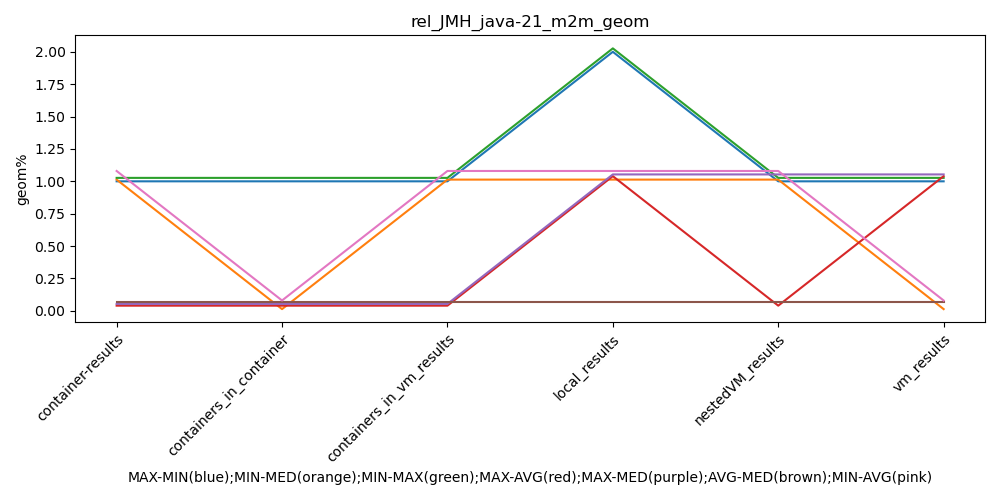 rel_JMH_java-21_m2m_geom
geom%
2.00
1.75
1.50
1.25
1.00
0.75
0.50
0.25
0.00
container-results
containers_in_container
containers_in_vm_results
local_results
nestedVM_results
vm_results
MAX-MIN(blue);MIN-MED(orange);MIN-MAX(green);MAX-AVG(red);MAX-MED(purple);AVG-MED(brown);MIN-AVG(pink)